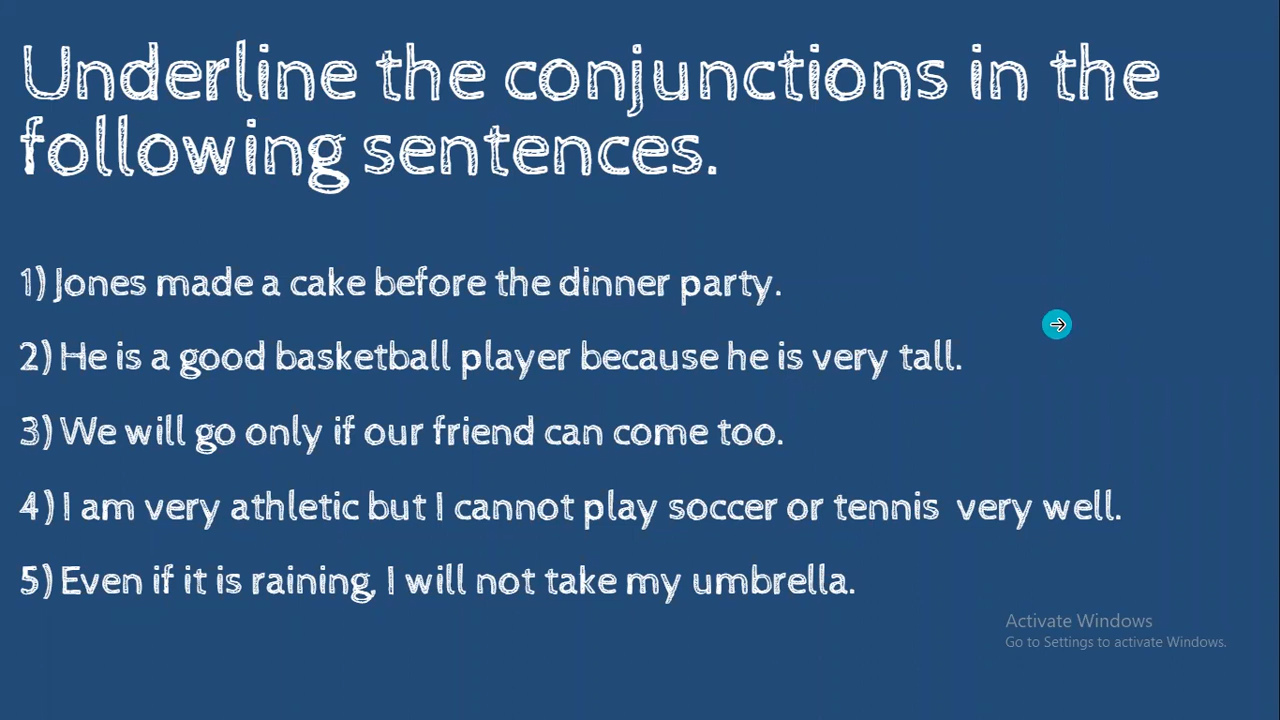 Underline the conjunctions in the
following sentences.
1) Jones made a cake before the dinner party.
2) He is a good basketball player because he is very tall.
3) We will go only if our friend can come too.
4) I am very athletic but I cannot play soccer or tennis  very well.
5) Even if it is raining, I will not take my umbrella.
Activate Windows
Go to Settings to activate Windows.